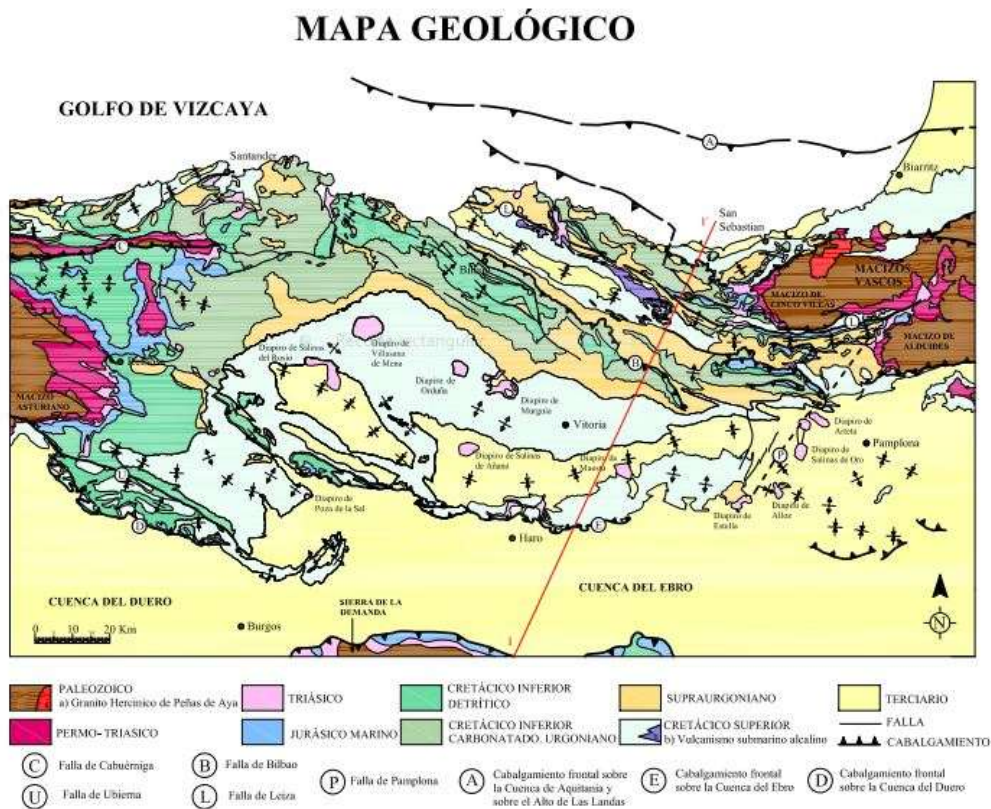 MAPA GEOLÓGICO
GOLFO DE VIZCAYA
Santander
A
Biarritz
San
Sebastian
I'
L
C
MACIZOS
VASCOS
MACIZO DE
CINCO VILLAS
L
MACIZO DE
ALDUIDES
Diapiro de Salinas
del Rosio
Diapiro de
Villasana
de Mena
Diapiro de
Orduña
Diapiro de
Murguia
B
MACIZO
ASTURIANO
Vitoria
Diapiro de
Arteta
Pamplona
Diapiro de
Salinas de Oro
P
Diapiro de Salinas
de Añana
Diapiro de
Maestu
U
Diapiro de
Poza de la Sal
Diapiro de
Estella
Diapiro de
Alloz
D
E
Haro
CUENCA DEL DUERO
CUENCA DEL EBRO
SIERRA DE LA
DEMANDA
0 10 20 Km
Burgos
I
N
PALEOZOICO
a) Granito Hercinico de Peñas de Aya
TRIÁSICO
CRETÁCICO INFERIOR
DETRÍTICO
SUPRAURGONIANO
TERCIARIO
PERMO-TRIASICO
JURÁSICO MARINO
CRETÁCICO INFERIOR
CARBONATADO. URGONIANO
CRETÁCICO SUPERIOR
b) Vulcanismo submarino alcalino
FALLA
CABALGAMIENTO
C Falla de Cabuérniga
B Falla de Bilbao
P Falla de Pamplona
A Cabalgamiento frontal sobre
la Cuenca de Aquitania y
sobre el Alto de Las Landas
E Cabalgamiento frontal
sobre la Cuenca del Ebro
D Cabalgamiento frontal
sobre la Cuenca del Duero
U Falla de Ubierna
L Falla de Leiza